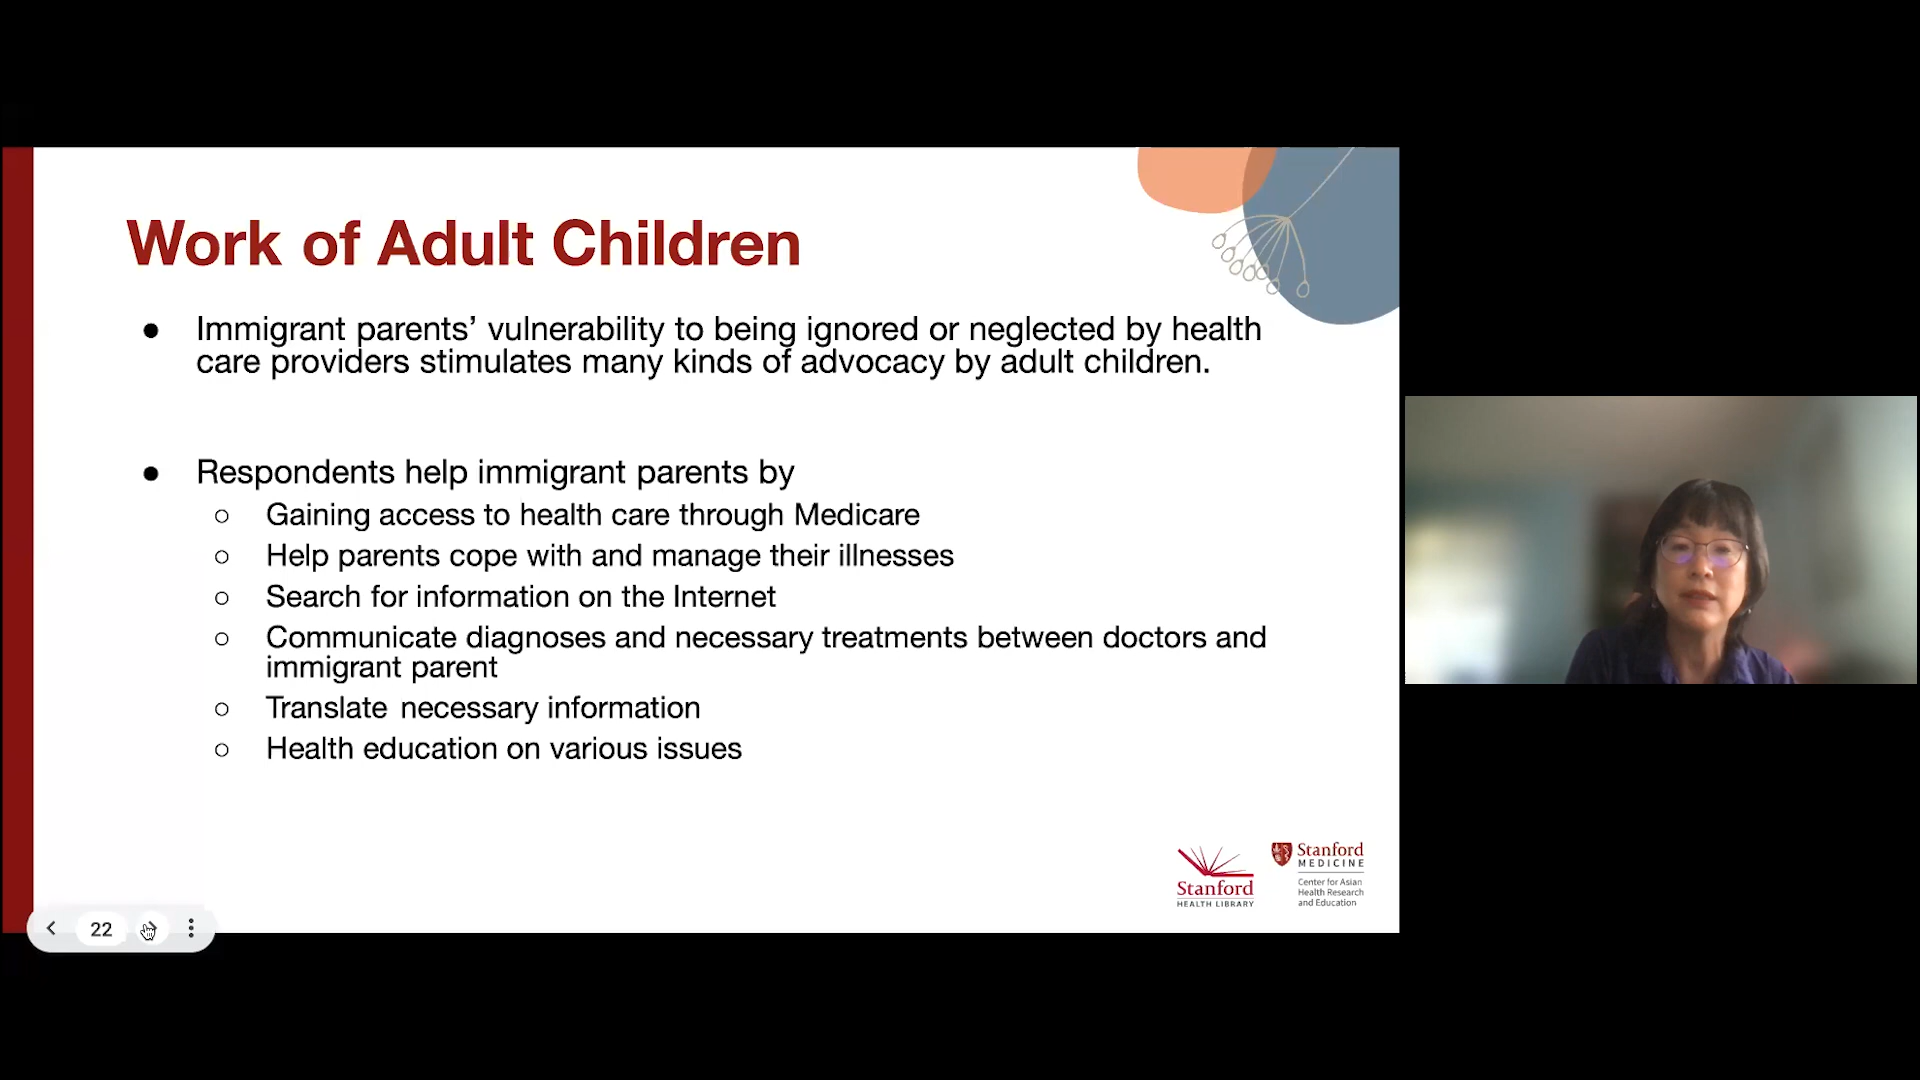 Work of Adult Children
● Immigrant parents’ vulnerability to being ignored or neglected by health
care providers stimulates many kinds of advocacy by adult children.
● Respondents help immigrant parents by
○ Gaining access to health care through Medicare
○ Help parents cope with and manage their illnesses
○ Search for information on the Internet
○ Communicate diagnoses and necessary treatments between doctors and
immigrant parent
○ Translate necessary information
○ Health education on various issues
Stanford
HEALTH LIBRARY
Stanford
MEDICINE
Center for Asian
Health Research
and Education
22